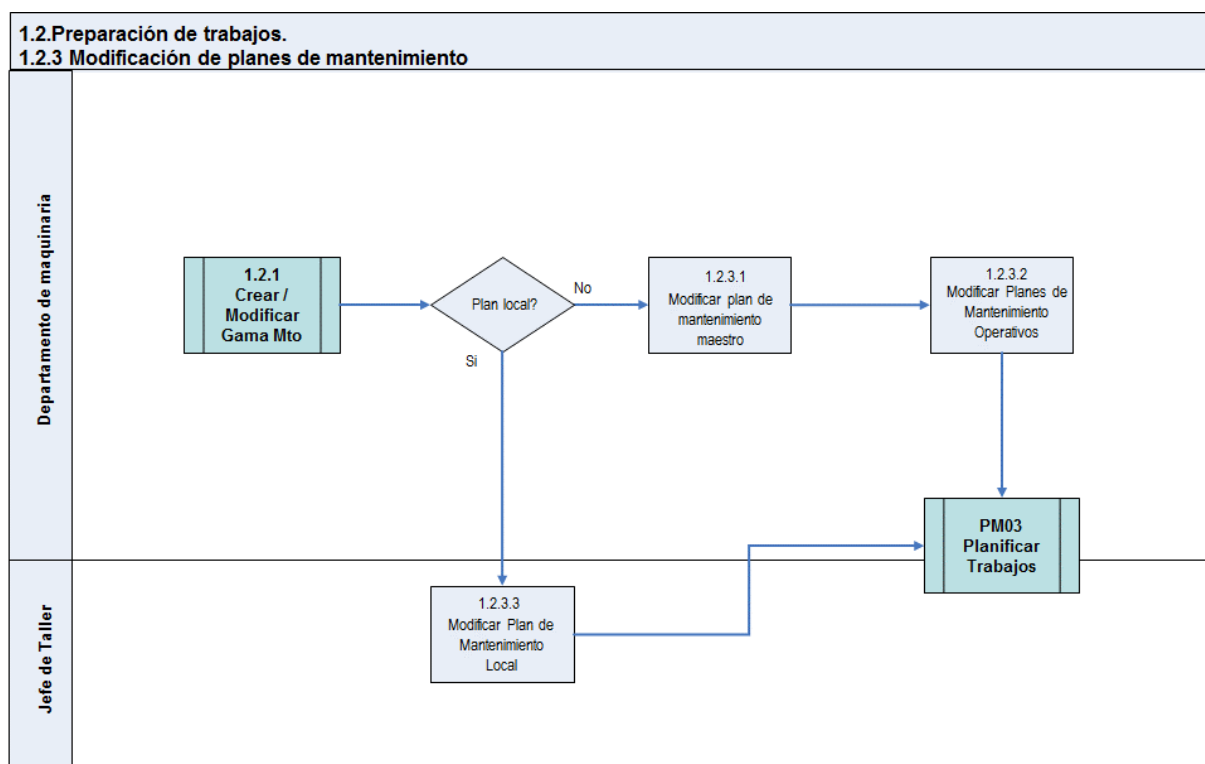 1.2.Preparación de trabajos.
1.2.3 Modificación de planes de mantenimiento
Departamento de maquinaria
1.2.1
Crear /
Modificar
Gama Mto
Plan local?
No
Si
1.2.3.1
Modificar plan de
mantenimiento
maestro
1.2.3.2
Modificar Planes de
Mantenimiento
Operativos
PM03
Planificar
Trabajos
Jefe de Taller
1.2.3.3
Modificar Plan de
Mantenimiento
Local